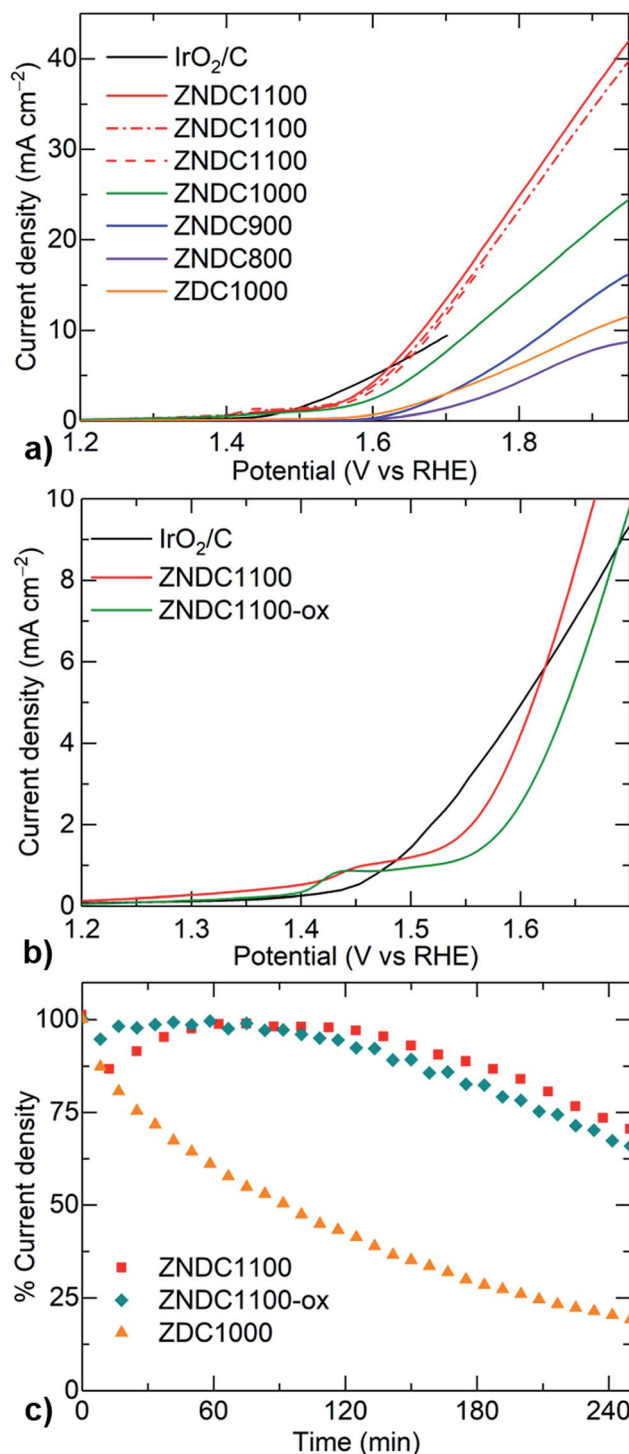 Current density (mA cm⁻²)
40
30
20
10
0
IrO₂/C
ZNDC1100
ZNDC1100
ZNDC1100
ZNDC1000
ZNDC900
ZNDC800
ZDC1000
1.2 1.4 1.6 1.8
a) Potential (V vs RHE)
Current density (mA cm⁻²)
10
8
6
4
2
0
IrO₂/C
ZNDC1100
ZNDC1100-ox
1.2 1.3 1.4 1.5 1.6
b) Potential (V vs RHE)
% Current density
100
75
50
25
0
ZNDC1100
ZNDC1100-ox
ZDC1000
0 60 120 180 240
c) Time (min)